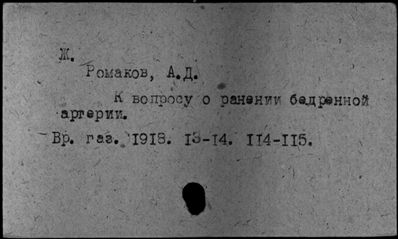 Ж.
Ромаков, А.Д.
К вопросу о ранении бедренной
артерии.
Вр. газ. 1918. 13-14. 114-115.